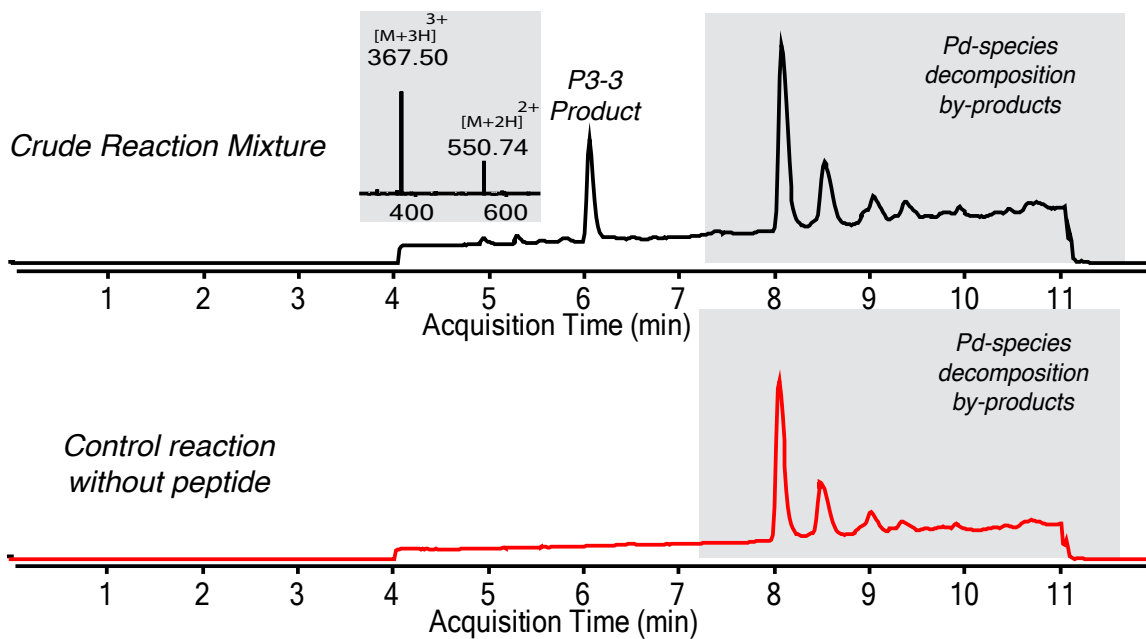 3+
[M+3H]
367.50
2+
[M+2H]
550.74
400 600
P3-3
Product
Pd-species
decomposition
by-products
Crude Reaction Mixture
1 2 3 4 5 6 7 8 9 10 11
Acquisition Time (min)
Pd-species
decomposition
by-products
Control reaction
without peptide
1 2 3 4 5 6 7 8 9 10 11
Acquisition Time (min)